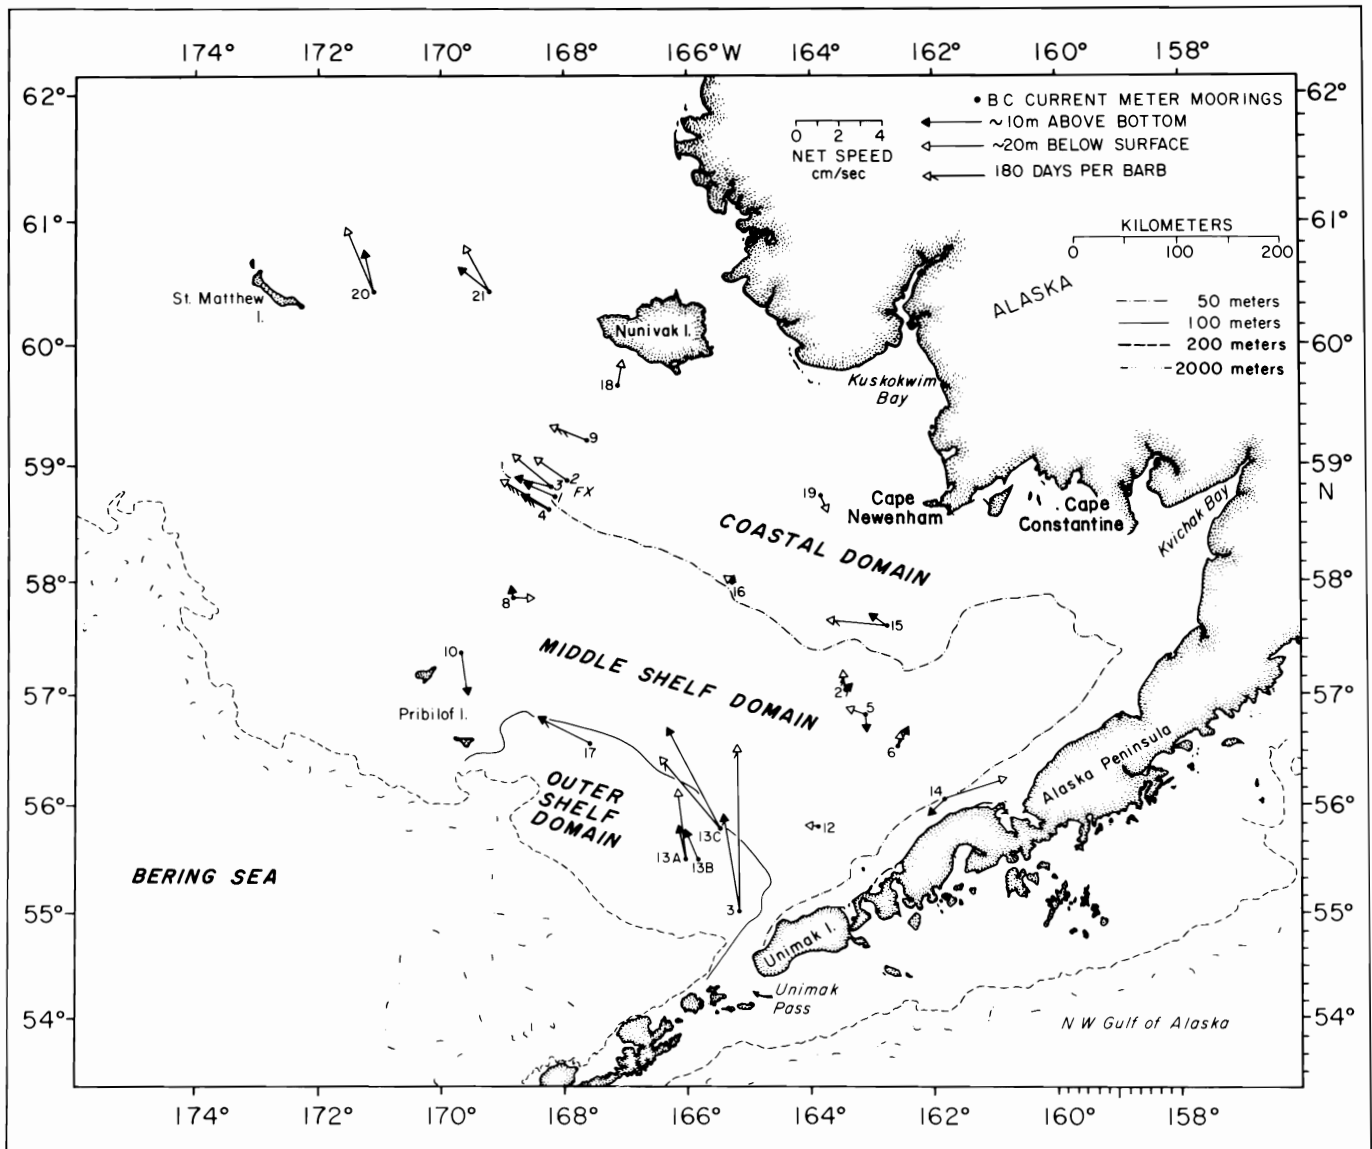 174° 172° 170° 168° 166°W 164° 162° 160° 158°
62° 62°
• BC CURRENT METER MOORINGS
~10m ABOVE BOTTOM
~20m BELOW SURFACE
180 DAYS PER BARB
0 2 4
NET SPEED
cm/sec
61° 61°
KILOMETERS
0 100 200
ALASKA
50 meters
100 meters
200 meters
2000 meters
St. Matthew
I.
20
21
Nunivak I.
60° 60°
18
Kuskokwim
Bay
9
59° 59°
N
2
3
FX
4
19
Cape
Newenham
Cape
Constantine
Kvichak Bay
COASTAL DOMAIN
58° 58°
16
8
15
MIDDLE SHELF DOMAIN
10
57° 57°
27
5
Pribilof I.
6
17
Alaska Peninsula
OUTER
SHELF
DOMAIN
56° 56°
14
12
13C
13A
13B
BERING SEA
3
55° 55°
Unimak I.
Unimak
Pass
54° 54°
NW Gulf of Alaska
174° 172° 170° 168° 166° 164° 162° 160° 158°